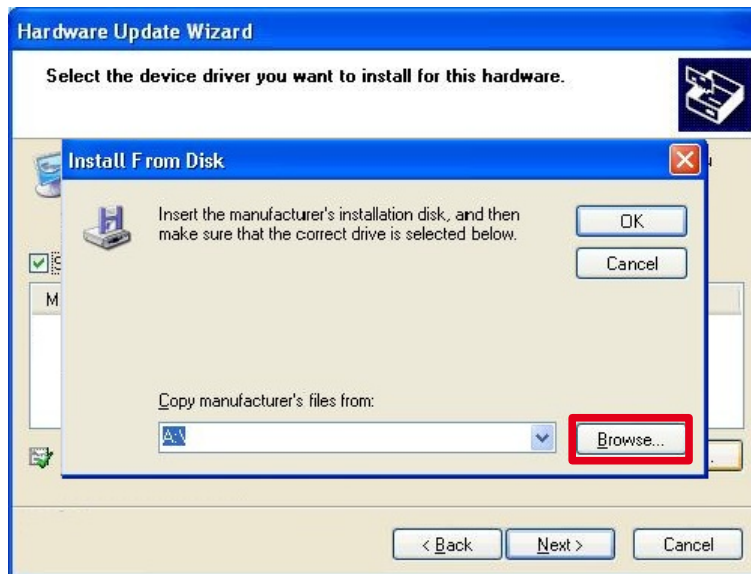 Hardware Update Wizard
Select the device driver you want to install for this hardware.
Install From Disk
Insert the manufacturer's installation disk, and then
make sure that the correct drive is selected below.
OK
Cancel
M
Copy manufacturer's files from:
A:\
Browse...
< Back
Next >
Cancel